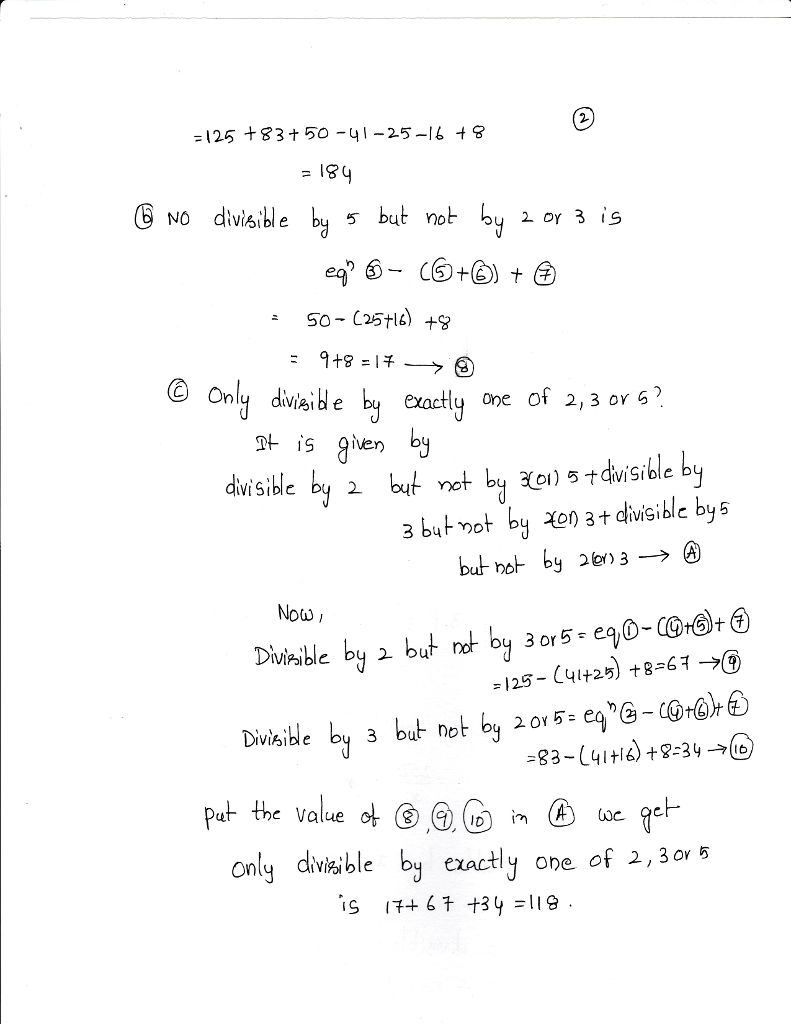 ②
=125 +83+50 -41-25-16 +8
= 184
ⓑ NO divisible by 5 but not by 2 or 3 is
eqⁿ ③ - (⑤+⑥) + ⑦
= 50 - (25+16) +8
= 9+8 = 17 → ⑧
ⓒ Only divisible by exactly one of 2, 3 or 5?
It is given by
divisible by 2 but not by 3(or) 5 + divisible by
3 but not by 2(or) 3 + divisible by 5
but not by 2(or) 3 → Ⓐ
Now,
Divisible by 2 but not by 3 or 5 = eq ① - (④+⑤) + ⑦
= 125 - (41+25) +8=67 → ⑨
Divisible by 3 but not by 2 or 5 = eqⁿ ② - (④+⑥)+ ⑦
=83-(41+16)+8=34 → ⑩
put the value of ⑧,⑨,⑩ in Ⓐ we get
only divisible by exactly one of 2, 3 or 5
is 17+ 67 +34 =118.